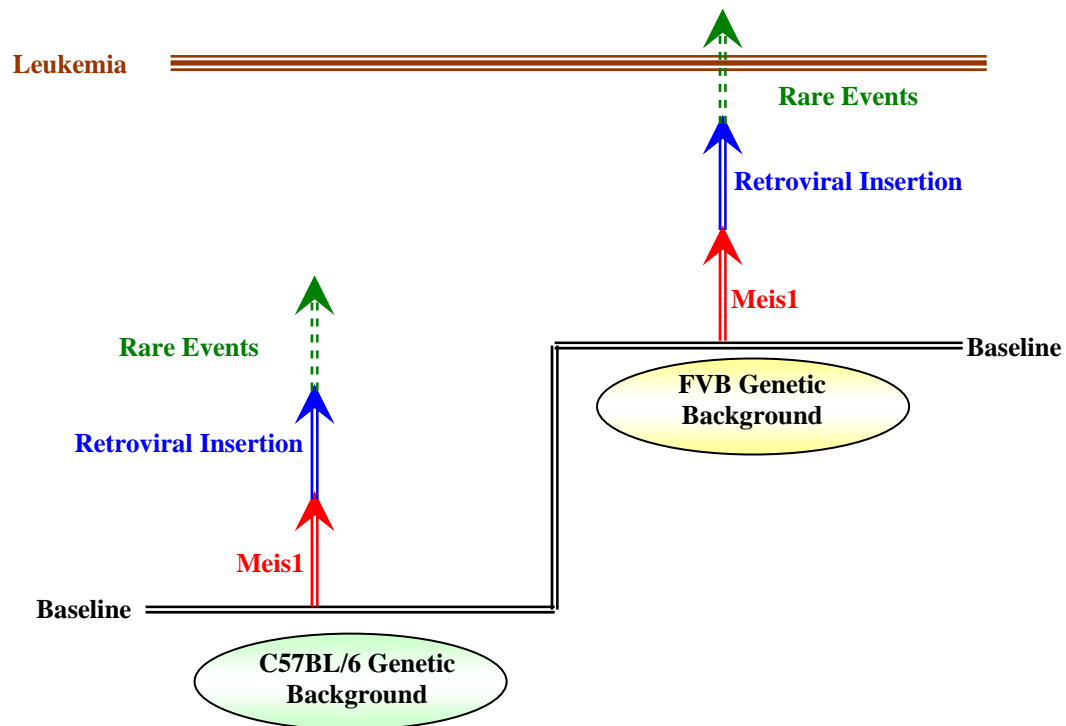 Leukemia
Rare Events
Retroviral Insertion
Meis1
Baseline
FVB Genetic
Background
Rare Events
Retroviral Insertion
Meis1
Baseline
C57BL/6 Genetic
Background